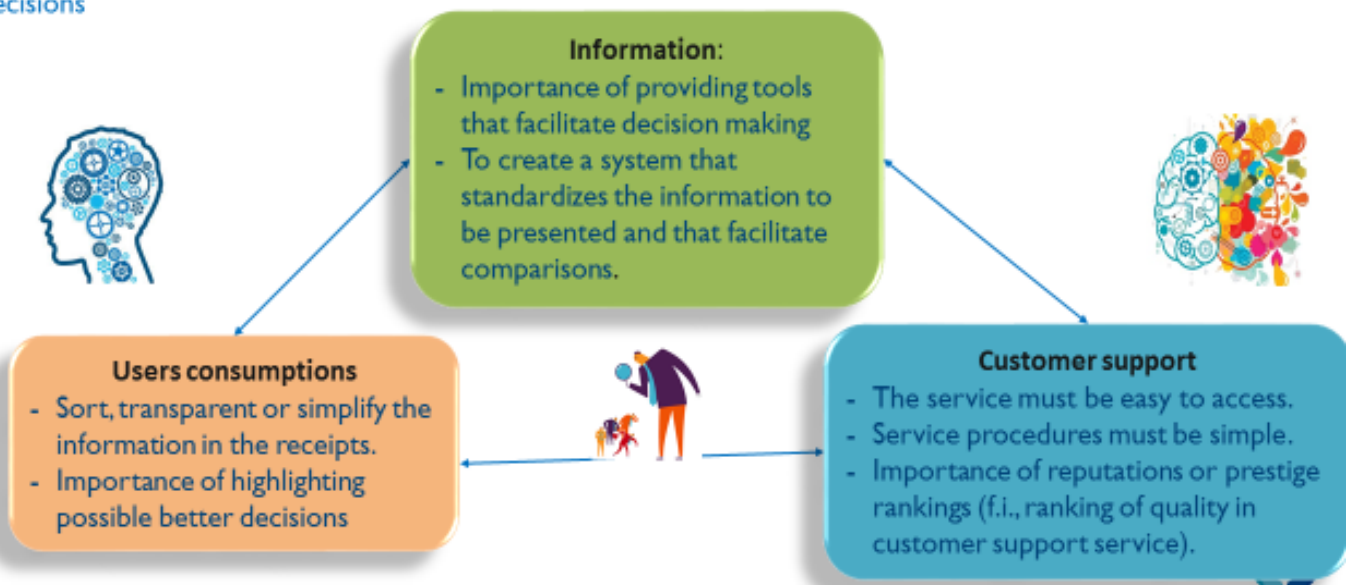 Information:
- Importance of providing tools
that facilitate decision making
- To create a system that
standardizes the information to
be presented and that facilitate
comparisons.
Users consumptions
- Sort, transparent or simplify the
information in the receipts.
- Importance of highlighting
possible better decisions
Customer support
- The service must be easy to access.
- Service procedures must be simple.
- Importance of reputations or prestige
rankings (f.i., ranking of quality in
customer support service).